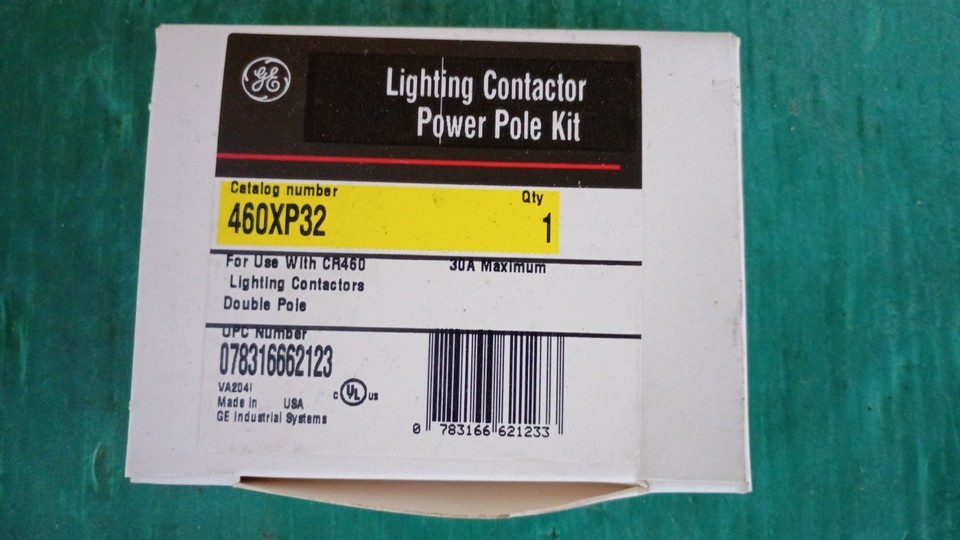 GE
Lighting Contactor
Power Pole Kit
Catalog number
Qty
460XP32
1
For Use With CR460
30A Maximum
Lighting Contactors
Double Pole
UPC Number
078316662123
VA204I
Made in USA
GE Industrial Systems
C UL US
0 783166 621233